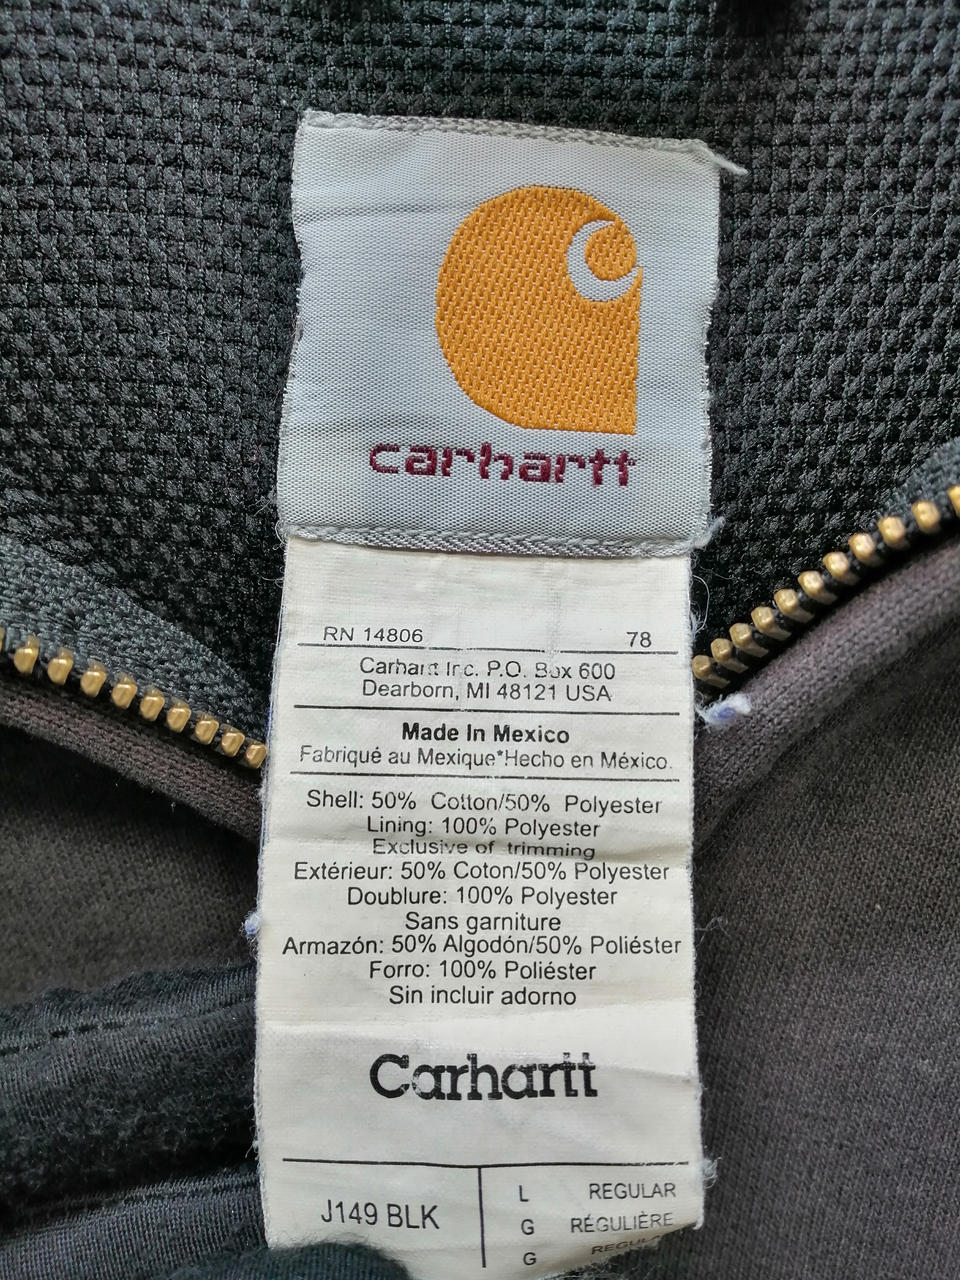 carhartt
RN 14806 78
Carhartt Inc. P.O. Box 600
Dearborn, MI 48121 USA
Made In Mexico
Fabriqué au Mexique*Hecho en México.
Shell: 50% Cotton/50% Polyester
Lining: 100% Polyester
Exclusive of trimming
Extérieur: 50% Coton/50% Polyester
Doublure: 100% Polyester
Sans garniture
Armazón: 50% Algodón/50% Poliéster
Forro: 100% Poliéster
Sin incluir adorno
Carhartt
J149 BLK
L REGULAR
G RÉGULIÈRE
G